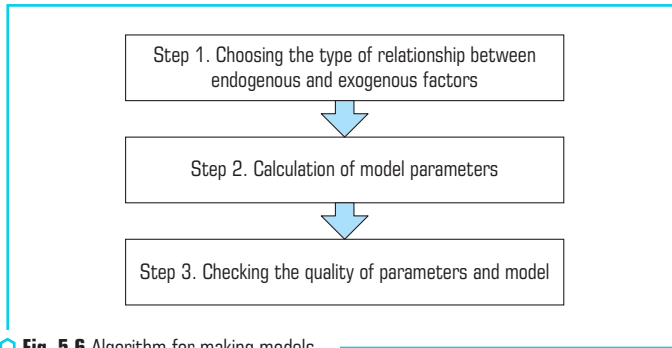 Step 1. Choosing the type of relationship between
endogenous and exogenous factors
Step 2. Calculation of model parameters
Step 3. Checking the quality of parameters and model
Fig. 5.6 Algorithm for making models